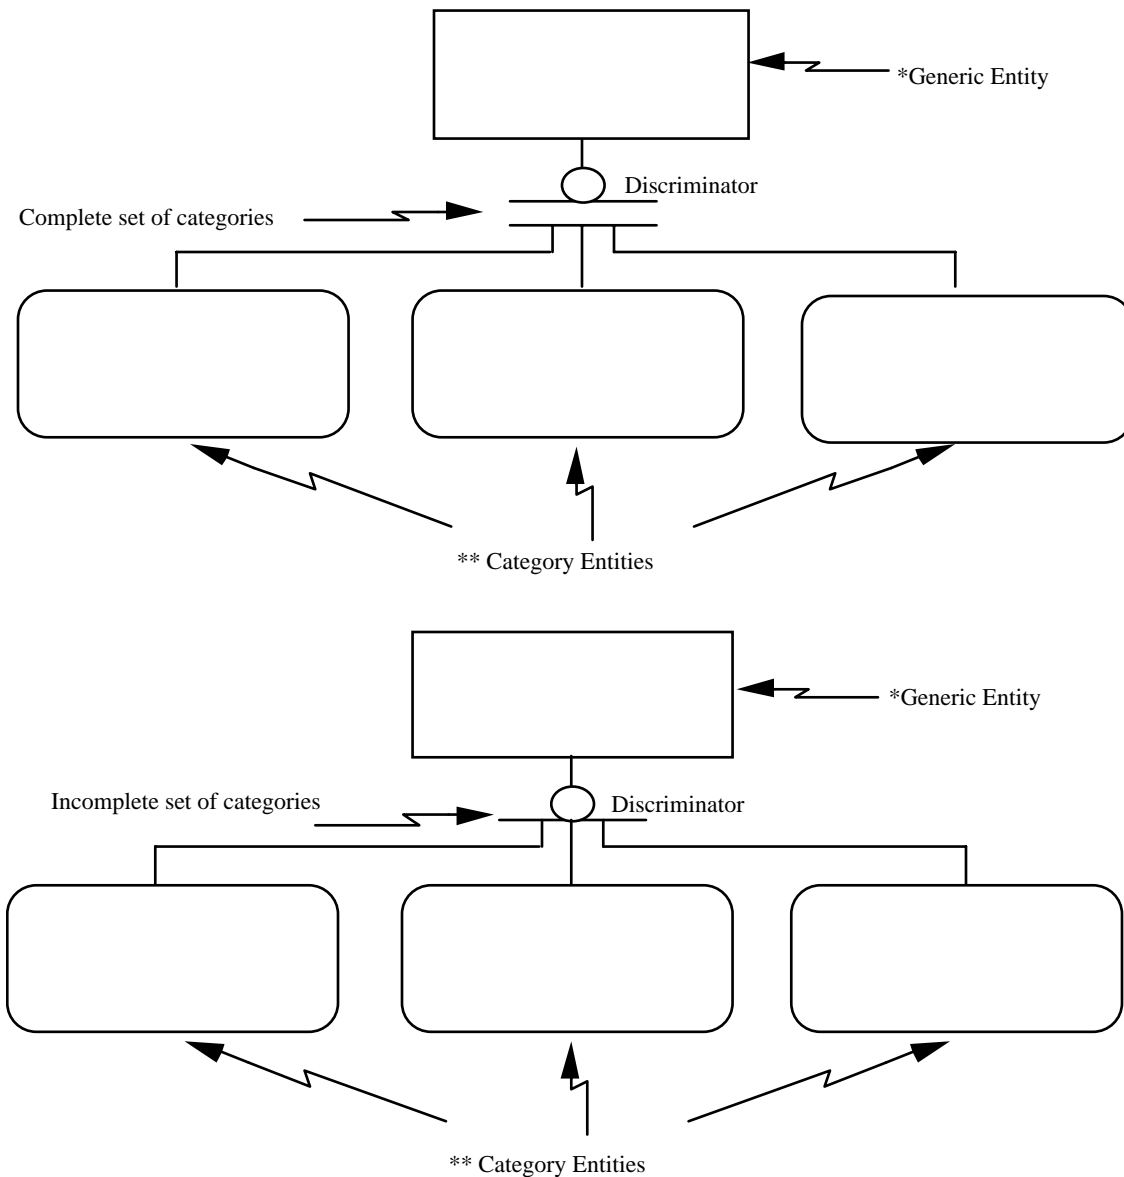 *Generic Entity
Discriminator
Complete set of categories
** Category Entities
*Generic Entity
Incomplete set of categories
Discriminator
** Category Entities